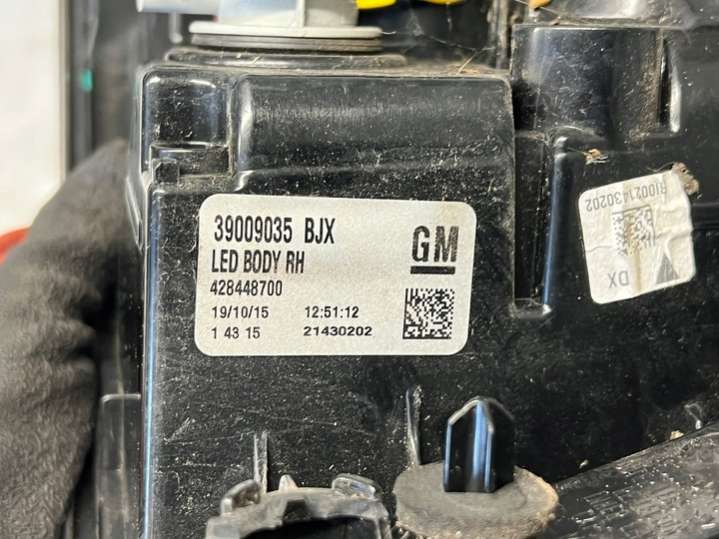 39009035 BJX
GM
LED BODY RH
428448700
19/10/15 12:51:12
1 43 15 21430202
DX